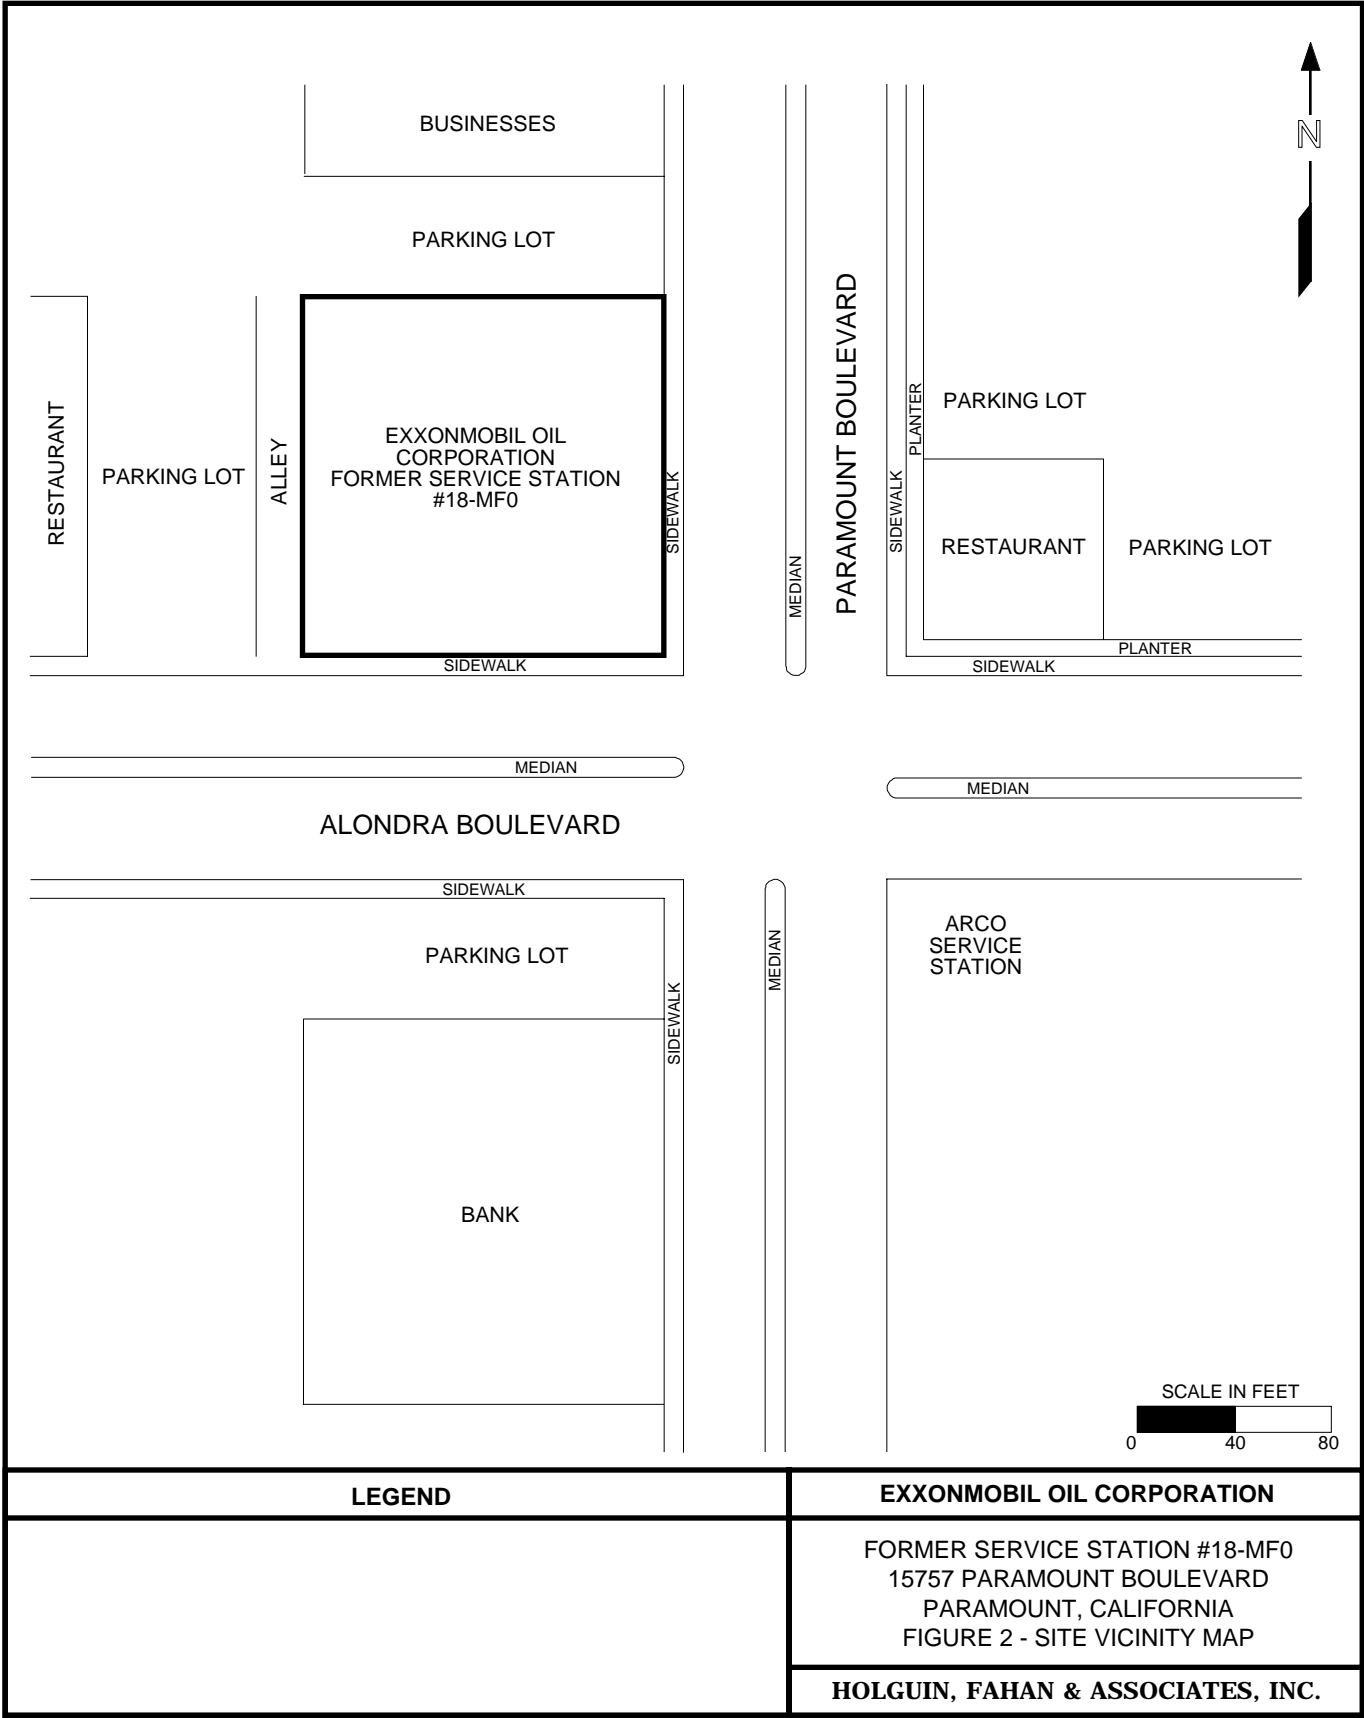 BUSINESSES
N
PARKING LOT
PARAMOUNT BOULEVARD
RESTAURANT
PARKING LOT
ALLEY
EXXONMOBIL OIL
CORPORATION
FORMER SERVICE STATION
#18-MF0
SIDEWALK
MEDIAN
SIDEWALK
PLANTER
PARKING LOT
RESTAURANT
PARKING LOT
PLANTER
SIDEWALK
SIDEWALK
MEDIAN
MEDIAN
ALONDRA BOULEVARD
SIDEWALK
PARKING LOT
SIDEWALK
MEDIAN
ARCO
SERVICE
STATION
BANK
SCALE IN FEET
0 40 80
LEGEND
EXXONMOBIL OIL CORPORATION
FORMER SERVICE STATION #18-MF0
15757 PARAMOUNT BOULEVARD
PARAMOUNT, CALIFORNIA
FIGURE 2 - SITE VICINITY MAP
HOLGUIN, FAHAN & ASSOCIATES, INC.